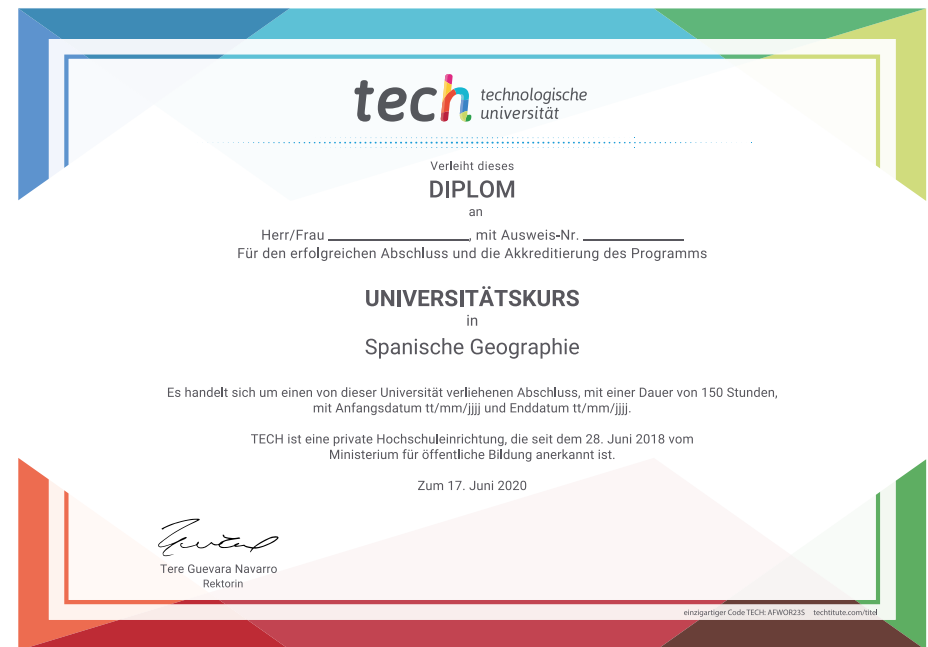 tech technologische
universität
Verleiht dieses
DIPLOM
an
Herr/Frau ____________, mit Ausweis-Nr. ____________
Für den erfolgreichen Abschluss und die Akkreditierung des Programms
UNIVERSITÄTSKURS
in
Spanische Geographie
Es handelt sich um einen von dieser Universität verliehenen Abschluss, mit einer Dauer von 150 Stunden,
mit Anfangsdatum tt/mm/jjjj und Enddatum tt/mm/jjjj.
TECH ist eine private Hochschuleinrichtung, die seit dem 28. Juni 2018 vom
Ministerium für öffentliche Bildung anerkannt ist.
Zum 17. Juni 2020
Tere Guevara Navarro
Rektorin
einzigartiger Code TECH: AFWOR23S techtitute.com/titel